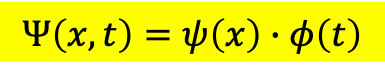 Ψ(x, t) = ψ(x) · ϕ(t)